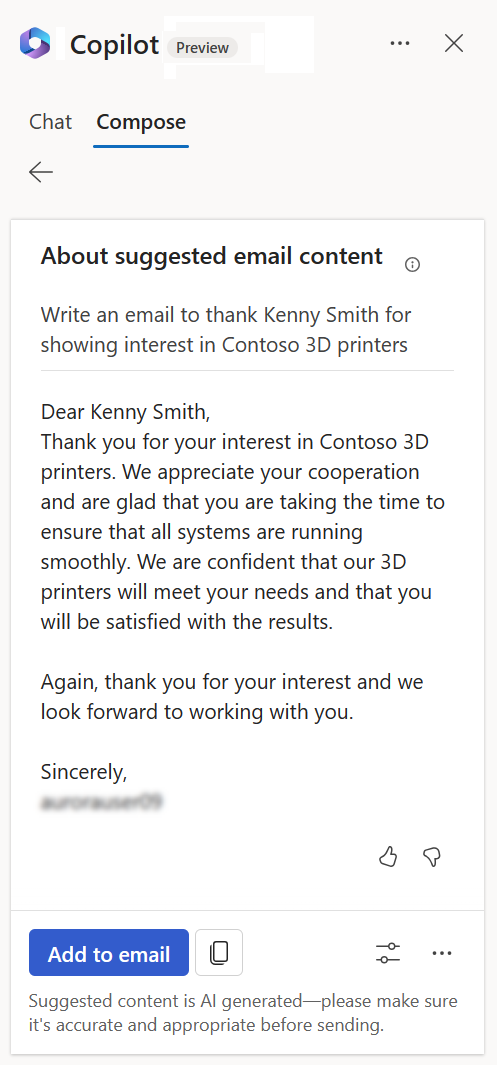 Copilot Preview
Chat Compose
About suggested email content
Write an email to thank Kenny Smith for
showing interest in Contoso 3D printers
Dear Kenny Smith,
Thank you for your interest in Contoso 3D
printers. We appreciate your cooperation
and are glad that you are taking the time to
ensure that all systems are running
smoothly. We are confident that our 3D
printers will meet your needs and that you
will be satisfied with the results.
Again, thank you for your interest and we
look forward to working with you.
Sincerely,
Add to email
Suggested content is AI generated—please make sure
it's accurate and appropriate before sending.